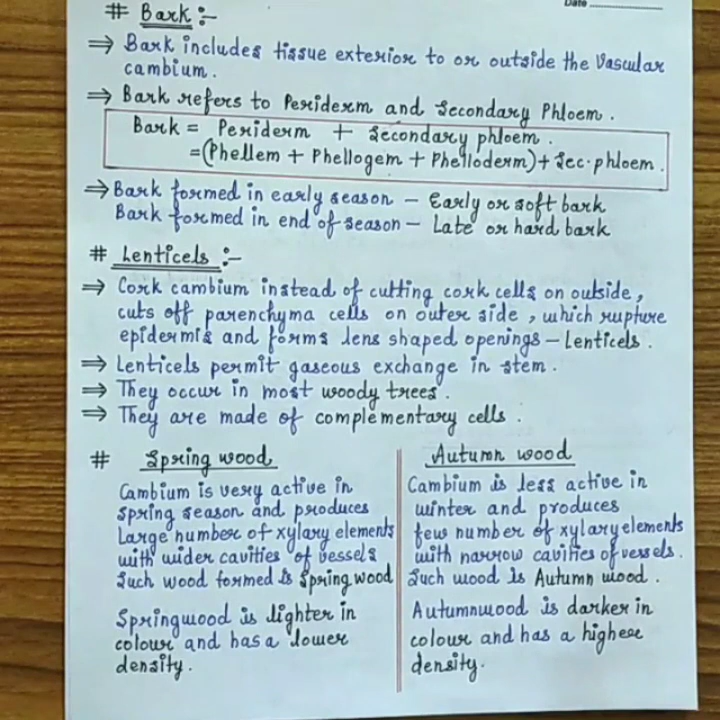 Date
# Bark :-
⇒ Bark includes tissue exterior to or outside the Vascular
cambium.
⇒ Bark refers to Periderm and Secondary Phloem.
Bark = Periderm + Secondary phloem.
=(Phellem + Phellogem + Phelloderm)+ Sec. phloem.
⇒ Bark formed in early season – Early or soft bark
Bark formed in end of season – Late or hard bark
# Lenticels :-
⇒ Cork cambium instead of cutting cork cells on outside,
cuts off parenchyma cells on outer side, which rupture
epidermis and forms lens shaped openings – Lenticels.
⇒ Lenticels permit gaseous exchange in stem.
⇒ They occur in most woody trees.
⇒ They are made of complementary cells.
# Spring wood
Cambium is very active in
spring season and produces
Large number of xylary elements
with wider cavities of vessels
Such wood formed is Spring wood
Springwood is lighter in
colour and has a lower
density.
Autumn wood
Cambium is less active in
winter and produces
few number of xylary elements
with narrow cavities of vessels.
Such wood is Autumn wood.
Autumnwood is darker in
colour and has a higher
density.